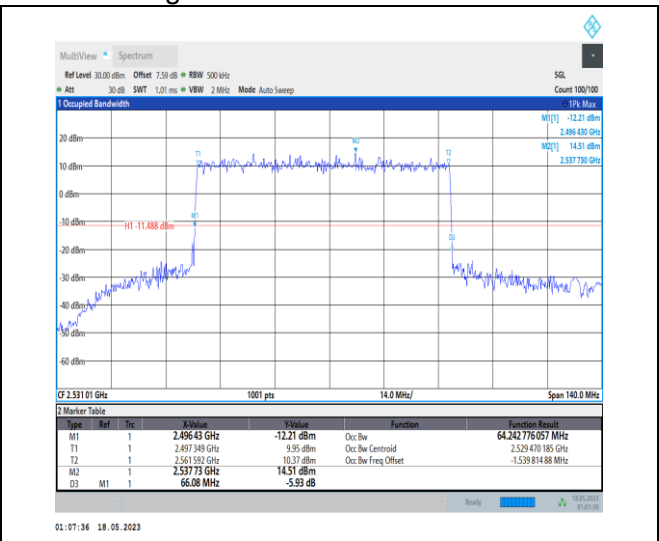 MultiView Spectrum
Ref Level 30.00 dBm Offset 7.59 dB RBW 500 kHz SGL
Att 30 dB SWT 1.01 ms VBW 2 MHz Mode Auto Sweep Count 100/100
1 Occupied Bandwidth 1Pk Max
M1[1] -12.21 dBm
2.496 430 GHz
20 dBm
M2[1] 14.51 dBm
2.537 730 GHz
M2
T1
T2
10 dBm
0 dBm
M1
-10 dBm
H1 -11.488 dBm
D3
-20 dBm
-30 dBm
-40 dBm
-50 dBm
-60 dBm
CF 2.531 01 GHz 1001 pts 14.0 MHz/ Span 140.0 MHz
2 Marker Table
Type Ref Trc X-Value Y-Value Function Function Result
M1 1 2.496 43 GHz -12.21 dBm Occ Bw 64.242 776 057 MHz
T1 1 2.497 349 GHz 9.95 dBm Occ Bw Centroid 2.529 470 185 GHz
T2 1 2.561 592 GHz 10.37 dBm Occ Bw Freq Offset -1.539 814 88 MHz
M2 1 2.537 73 GHz 14.51 dBm
D3 M1 1 66.08 MHz -5.93 dB
Ready 18.05.2023
01:07:36
01:07:36 18.05.2023